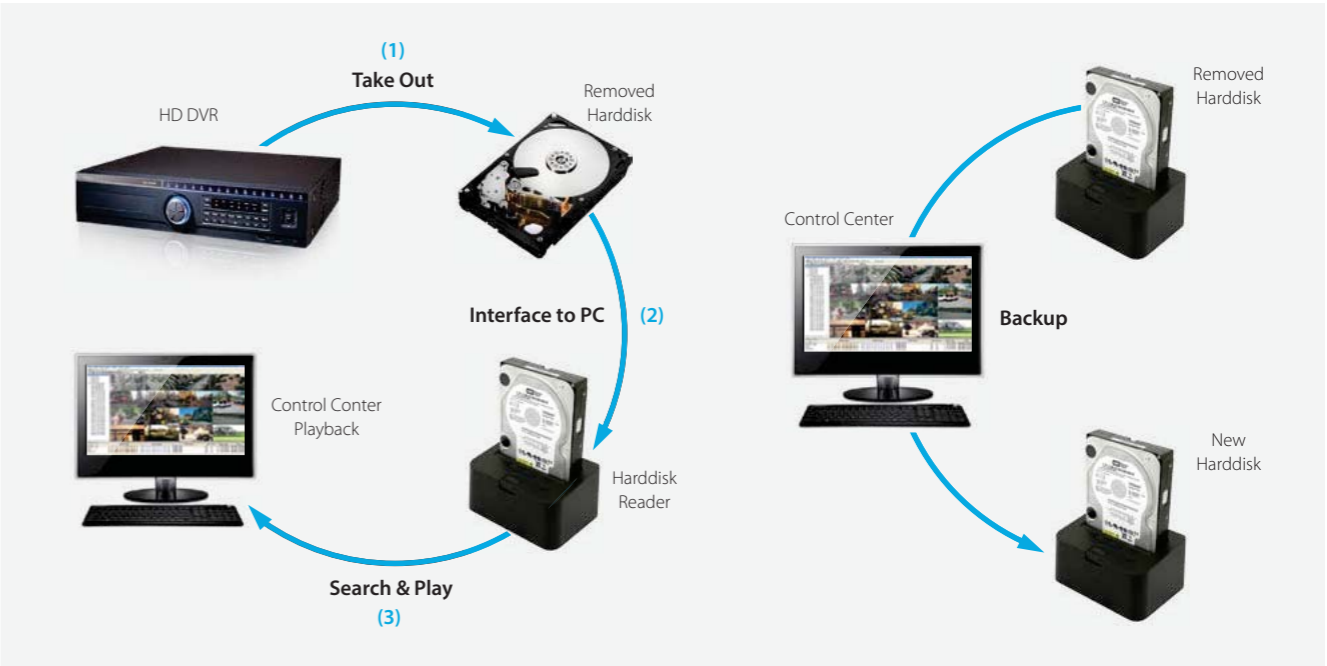 (1)
Take Out
HD DVR
Removed
Harddisk
Interface to PC
(2)
Control Conter
Playback
Harddisk
Reader
Search & Play
(3)
Removed
Harddisk
Control Center
Backup
New
Harddisk